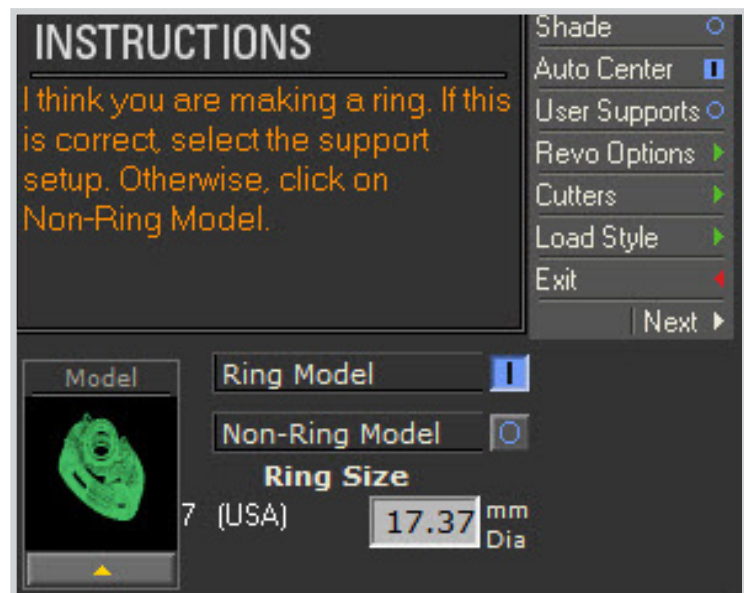 INSTRUCTIONS
I think you are making a ring. If this
is correct, select the support
setup. Otherwise, click on
Non-Ring Model.
Shade
Auto Center
User Supports
Revo Options
Cutters
Load Style
Exit
Next
Model
Ring Model
Non-Ring Model
Ring Size
7 (USA) 17.37 mm
Dia